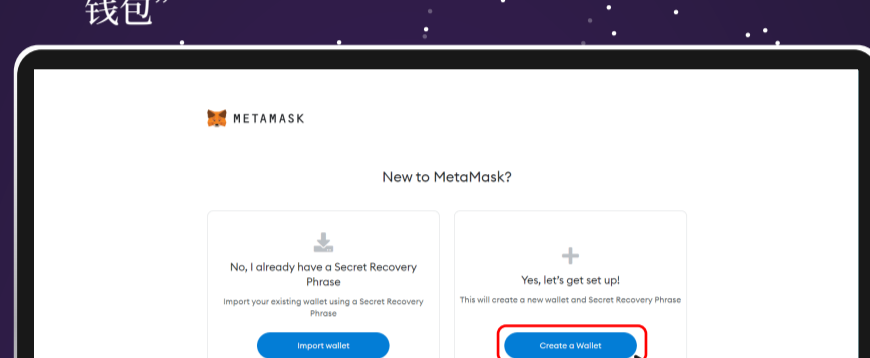 钱包”
METAMASK
New to MetaMask?
No, I already have a Secret Recovery
Phrase
Import your existing wallet using a Secret Recovery
Phrase
Import wallet
Yes, let's get set up!
This will create a new wallet and Secret Recovery Phrase
Create a Wallet